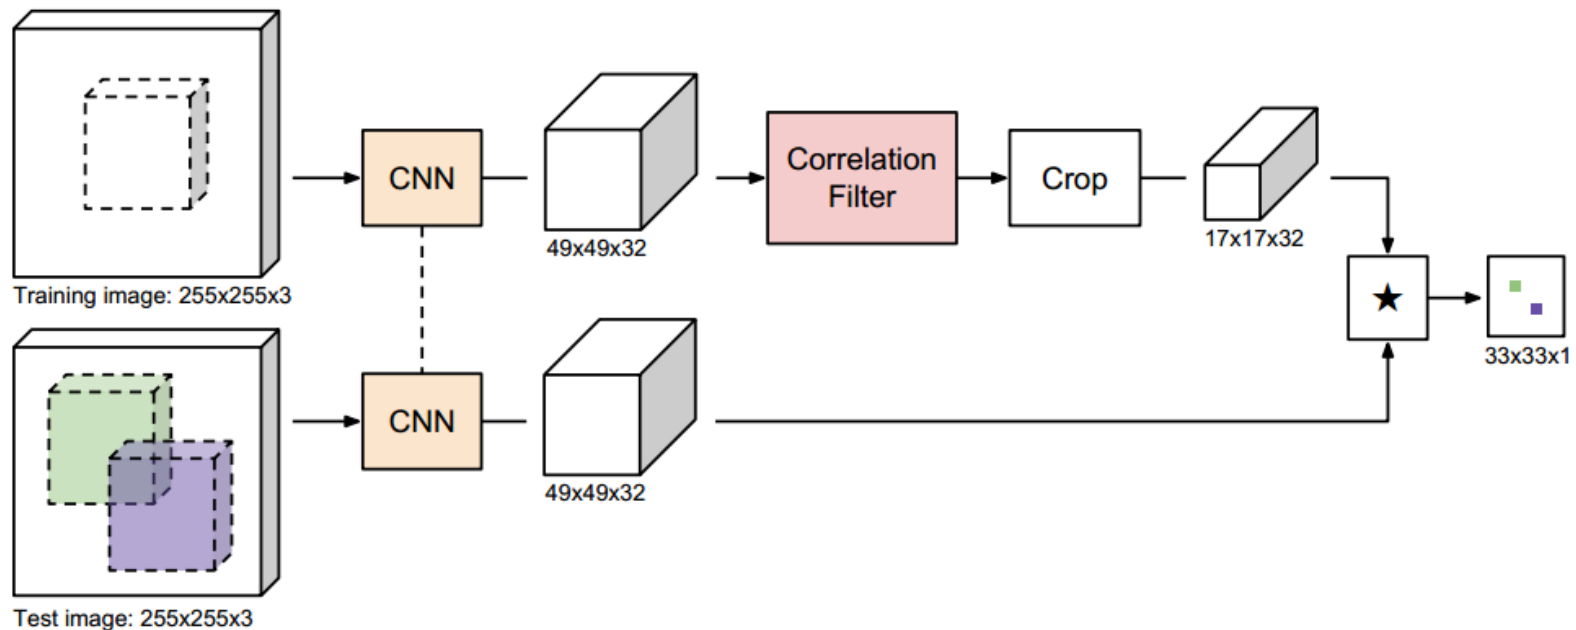 CNN
49x49x32
Correlation
Filter
Crop
17x17x32
Training image: 255x255x3
★
33x33x1
CNN
49x49x32
Test image: 255x255x3